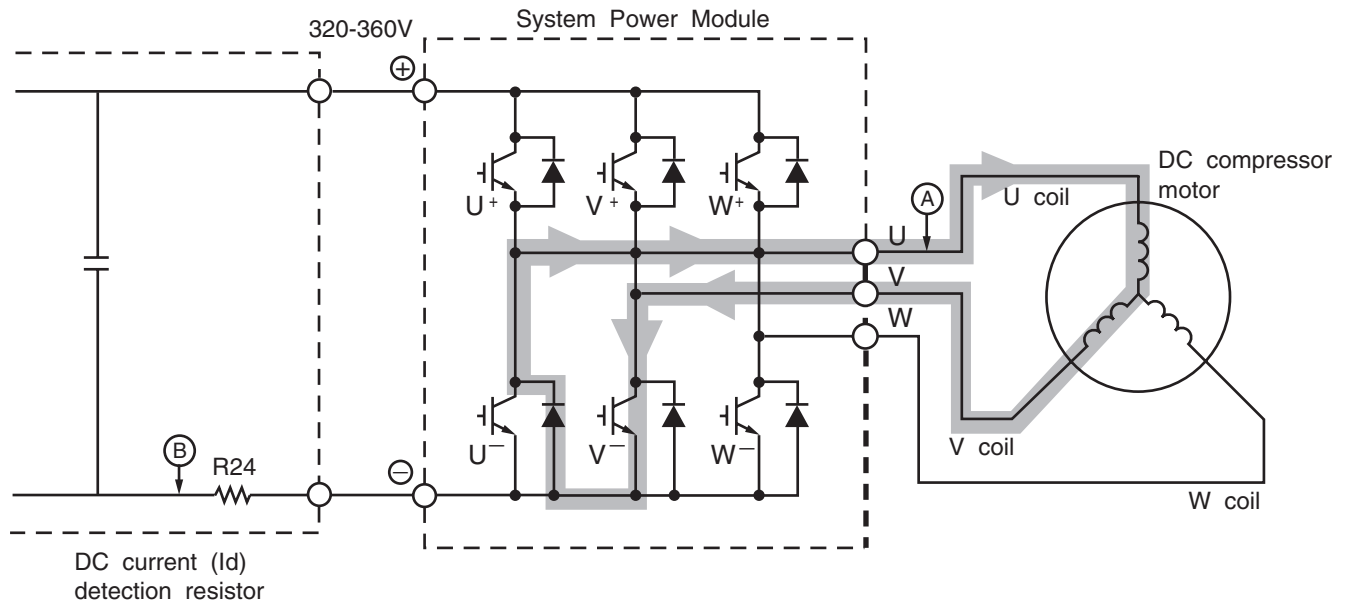 320-360V
System Power Module
⊕
U+
V+
W+
A
U
V
W
U coil
DC compressor
motor
B
R24
⊖
U−
V−
W−
V coil
W coil
DC current (Id)
detection resistor